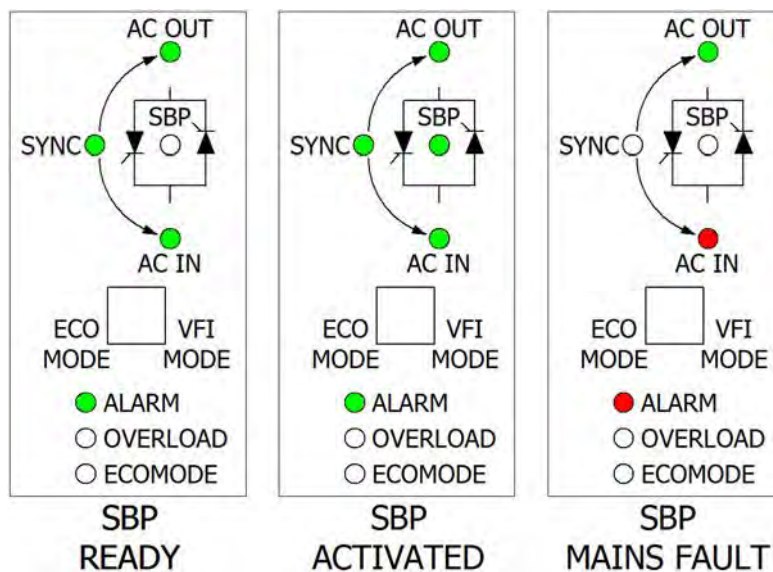 AC OUT
SBP
SYNC
AC IN
ECO MODE
VFI MODE
ALARM
OVERLOAD
ECOMODE
SBP
READY
AC OUT
SBP
SYNC
AC IN
ECO MODE
VFI MODE
ALARM
OVERLOAD
ECOMODE
SBP
ACTIVATED
AC OUT
SBP
SYNC
AC IN
ECO MODE
VFI MODE
ALARM
OVERLOAD
ECOMODE
SBP
MAINS FAULT